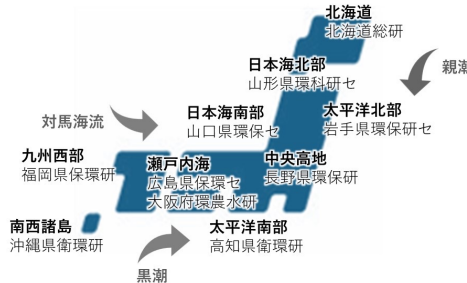 北海道
北海道総研
日本海北部
山形県環科研セ
親潮
対馬海流
日本海南部
山口県環保セ
太平洋北部
岩手県環保研セ
九州西部
福岡県保環研
瀬戸内海
広島県保環セ
大阪府環農水研
中央高地
長野県環保研
南西諸島
沖縄県衛環研
太平洋南部
高知県衛環研
黒潮